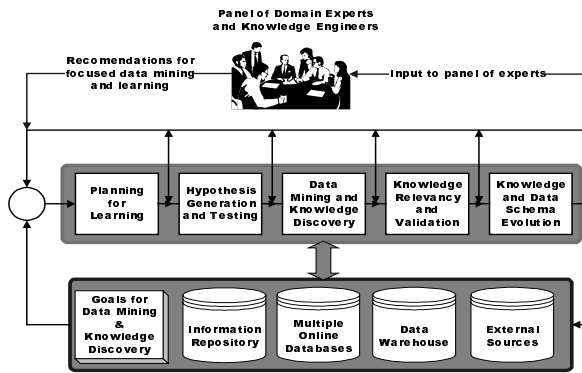 Panel of Domain Experts
and Knowledge Engineers
Recomendations for
focused data mining
and learning
Input to panel of experts
Planning
for
Learning
Hypothesis
Generation
and Testing
Data
Mining and
Knowledge
Discovery
Knowledge
Relevancy
and
Validation
Knowledge
and Data
Schema
Evolution
Goals for
Data Mining
&
Knowledge
Discovery
Information
Repository
Multiple
Online
Databases
Data
Warehouse
External
Sources